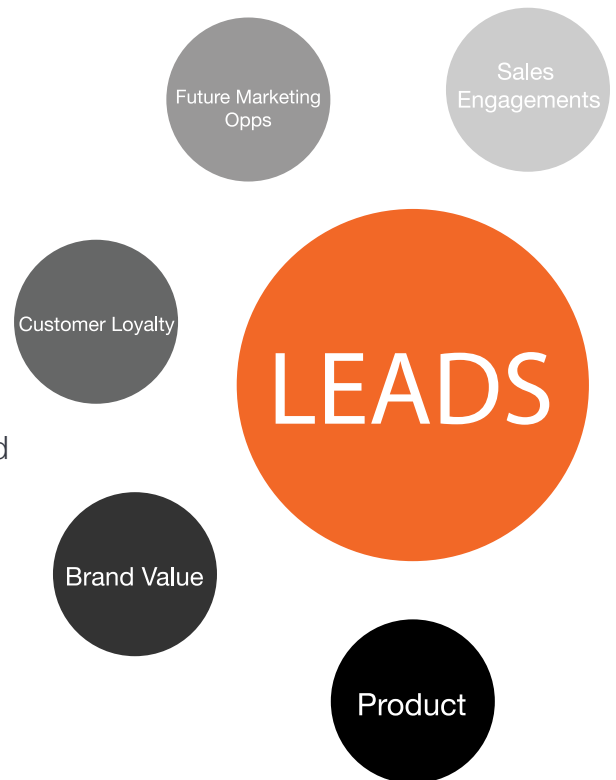 Sales
Engagements
Future Marketing
Opps
Customer Loyalty
LEADS
d
Brand Value
Product